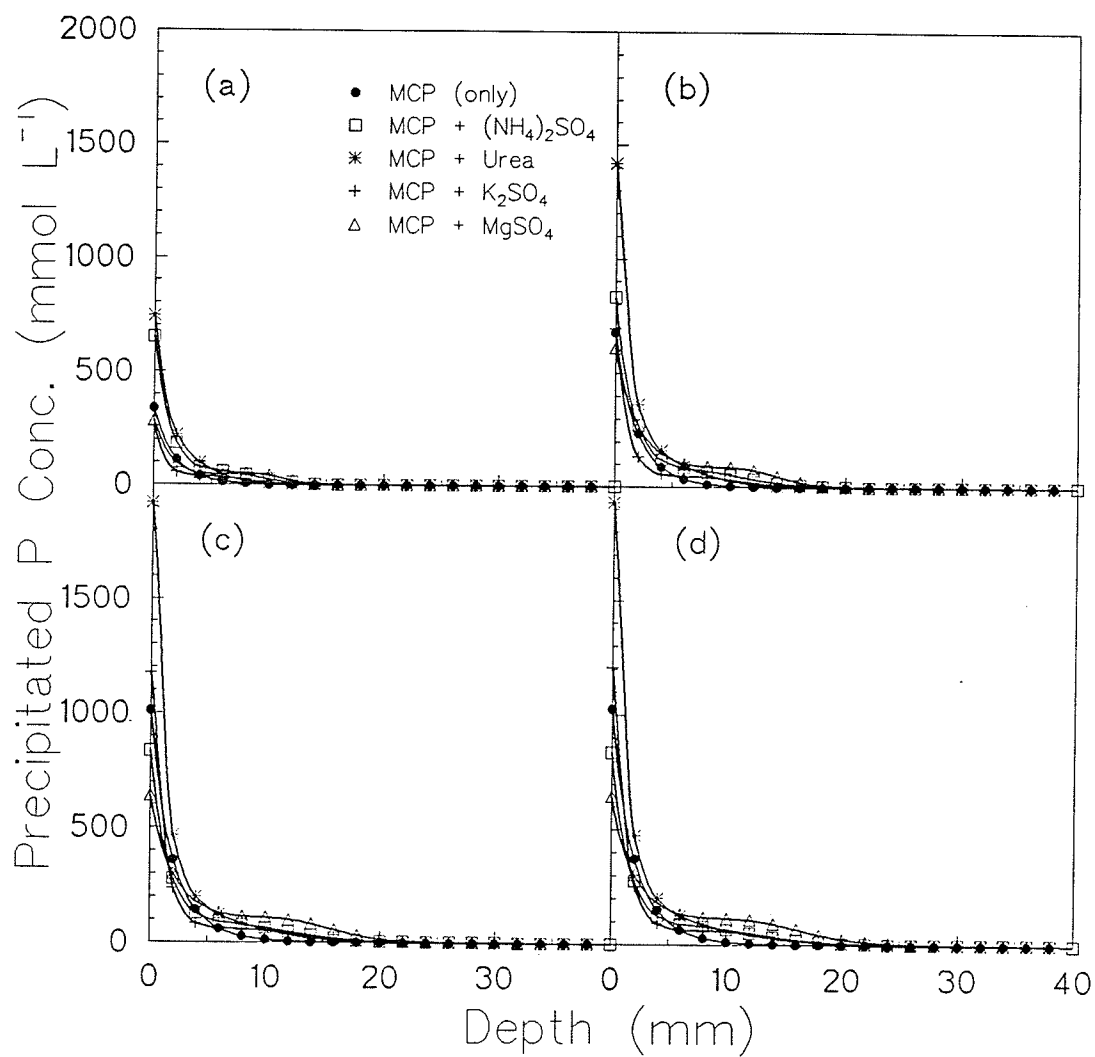 2000
(a)
(b)
MCP (only)
MCP + (NH₄)₂SO₄
MCP + Urea
MCP + K₂SO₄
MCP + MgSO₄
1500
1000
500
0
(c)
(d)
1500
1000
500
0
0 10 20 30 0 10 20 30 40
Depth (mm)
Precipitated P Conc. (mmol L⁻¹)